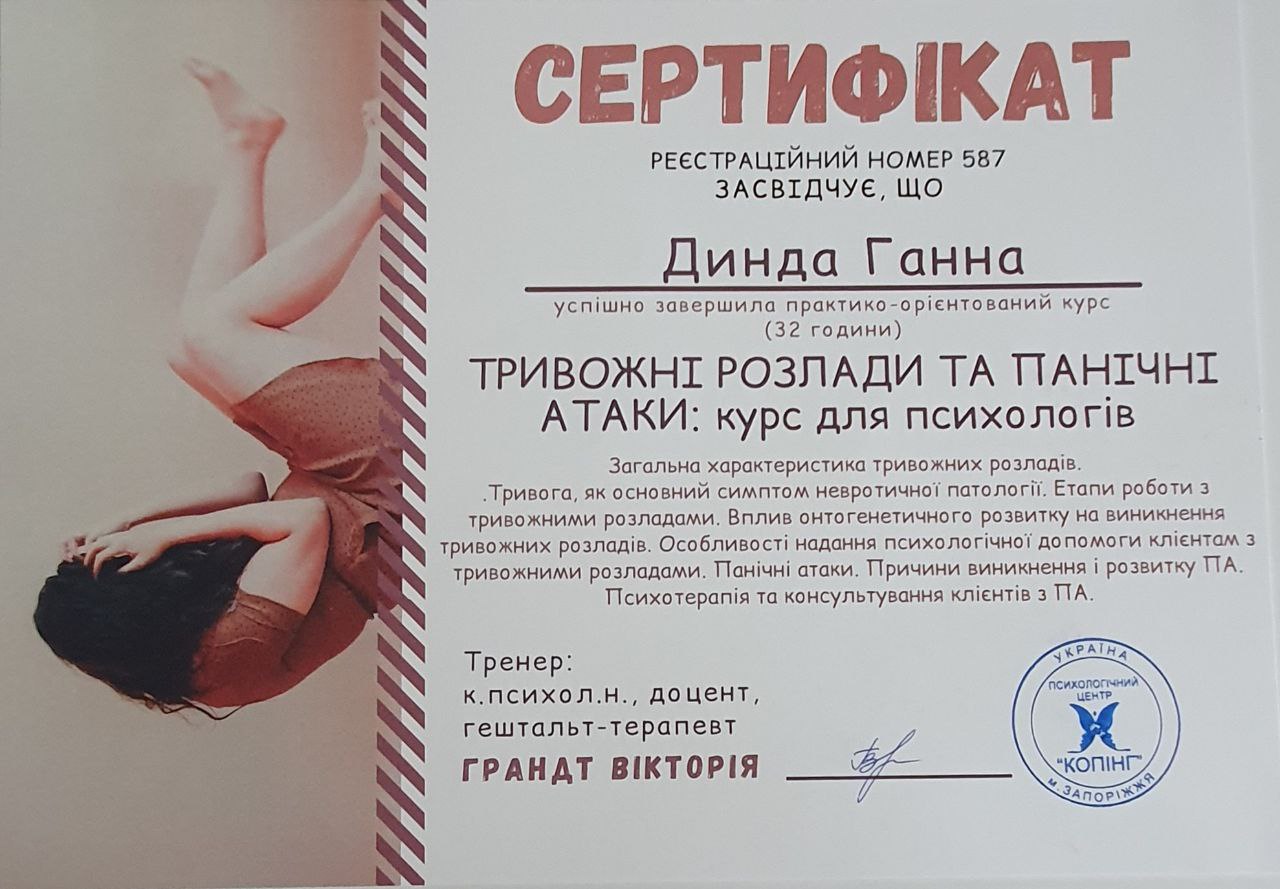 СЕРТИФІКАТ
РЕЄСТРАЦІЙНИЙ НОМЕР 587
ЗАСВІДЧУЄ, ЩО
Динда Ганна
успішно завершила практико-орієнтований курс
(32 години)
ТРИВОЖНІ РОЗЛАДИ ТА ПАНІЧНІ
АТАКИ: курс для психологів
Загальна характеристика тривожних розладів.
.Тривога, як основний симптом невротичної патології. Етапи роботи з
тривожними розладами. Вплив онтогенетичного розвитку на виникнення
тривожних розладів. Особливості надання психологічної допомоги клієнтам з
тривожними розладами. Панічні атаки. Причини виникнення і розвитку ПА.
Психотерапія та консультування клієнтів з ПА.
Тренер:
к.психол.н., доцент,
гештальт-терапевт
ГРАНДТ ВІКТОРІЯ
УКРАЇНА
ПСИХОЛОГІЧНИЙ
ЦЕНТР
"КОПІНГ"
м. ЗАПОРІЖЖЯ